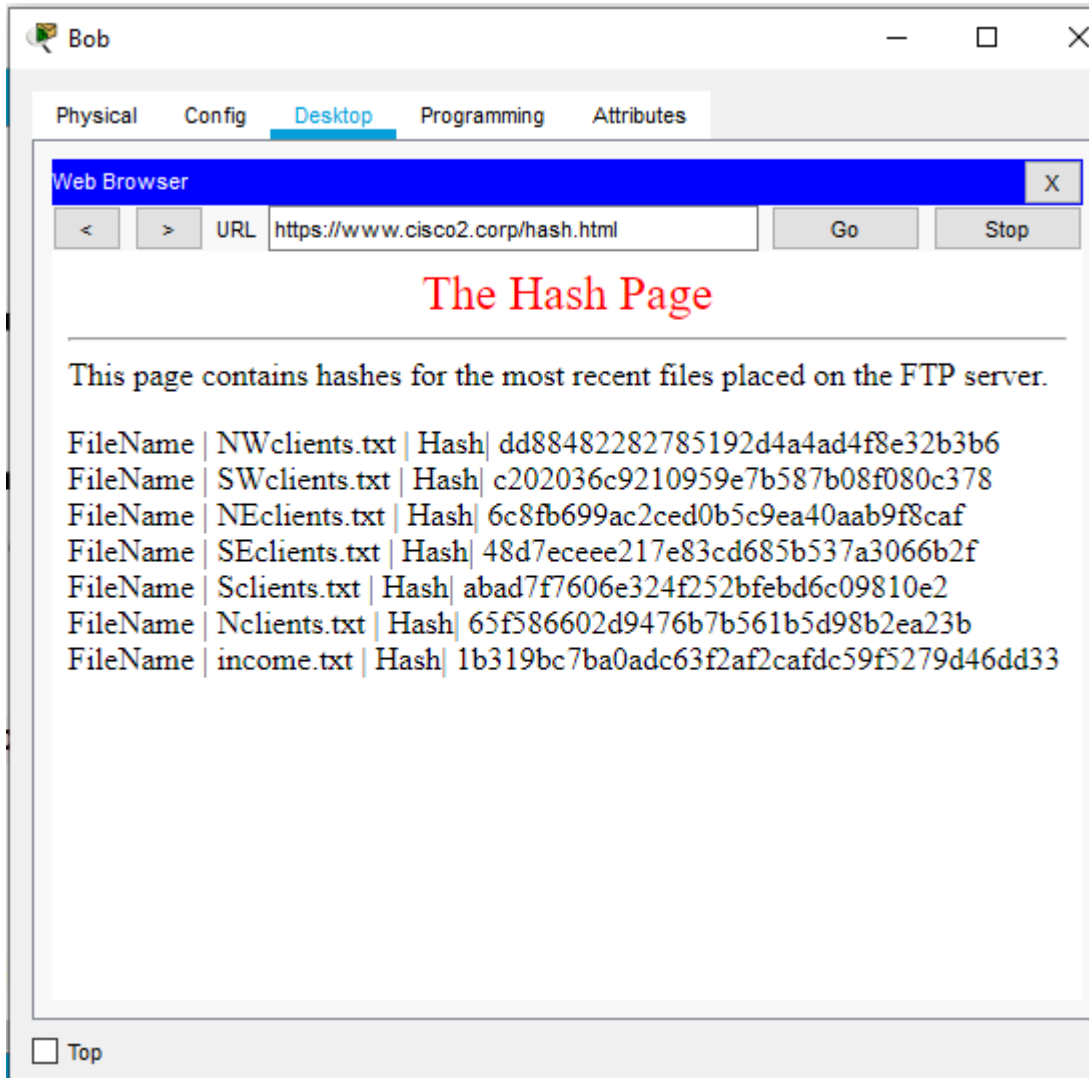 Bob
Physical Config Desktop Programming Attributes
Web Browser X
< > URL https://www.cisco2.corp/hash.html Go Stop
The Hash Page
This page contains hashes for the most recent files placed on the FTP server.
FileName | NWclients.txt | Hash| dd88482282785192d4a4ad4f8e32b3b6
FileName | SWclients.txt | Hash| c202036c9210959e7b587b08f080c378
FileName | NEclients.txt | Hash| 6c8fb699ac2ced0b5c9ea40aab9f8caf
FileName | SEclients.txt | Hash| 48d7eceee217e83cd685b537a3066b2f
FileName | Sclients.txt | Hash| abad7f7606e324f252bfebd6c09810e2
FileName | Nclients.txt | Hash| 65f586602d9476b7b561b5d98b2ea23b
FileName | income.txt | Hash| 1b319bc7ba0adc63f2af2cafdc59f5279d46dd33
Top